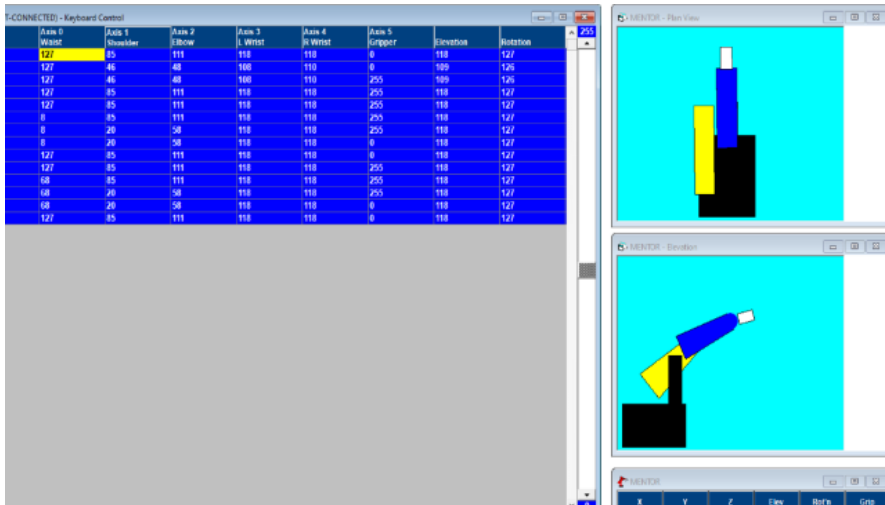 T-CONNECTED] - Keyboard Control
Axis 0 Axis 1 Axis 2 Axis 3 Axis 4 Axis 5
Waist Shoulder Elbow L Wrist R Wrist Gripper Elevation Rotation
127 85 111 118 118 0 118 127
127 46 48 108 110 0 109 126
127 46 48 108 110 255 109 126
127 85 111 118 118 255 118 127
127 85 111 118 118 255 118 127
8 85 111 118 118 255 118 127
8 20 58 118 118 255 118 127
8 20 58 118 118 0 118 127
127 85 111 118 118 0 118 127
127 85 111 118 118 255 118 127
68 85 111 118 118 255 118 127
68 20 58 118 118 255 118 127
68 20 58 118 118 0 118 127
127 85 111 118 118 0 118 127
255
MENTOR - Plan View
MENTOR - Elevation
MENTOR
X Y Z Elev Rot'n Grip